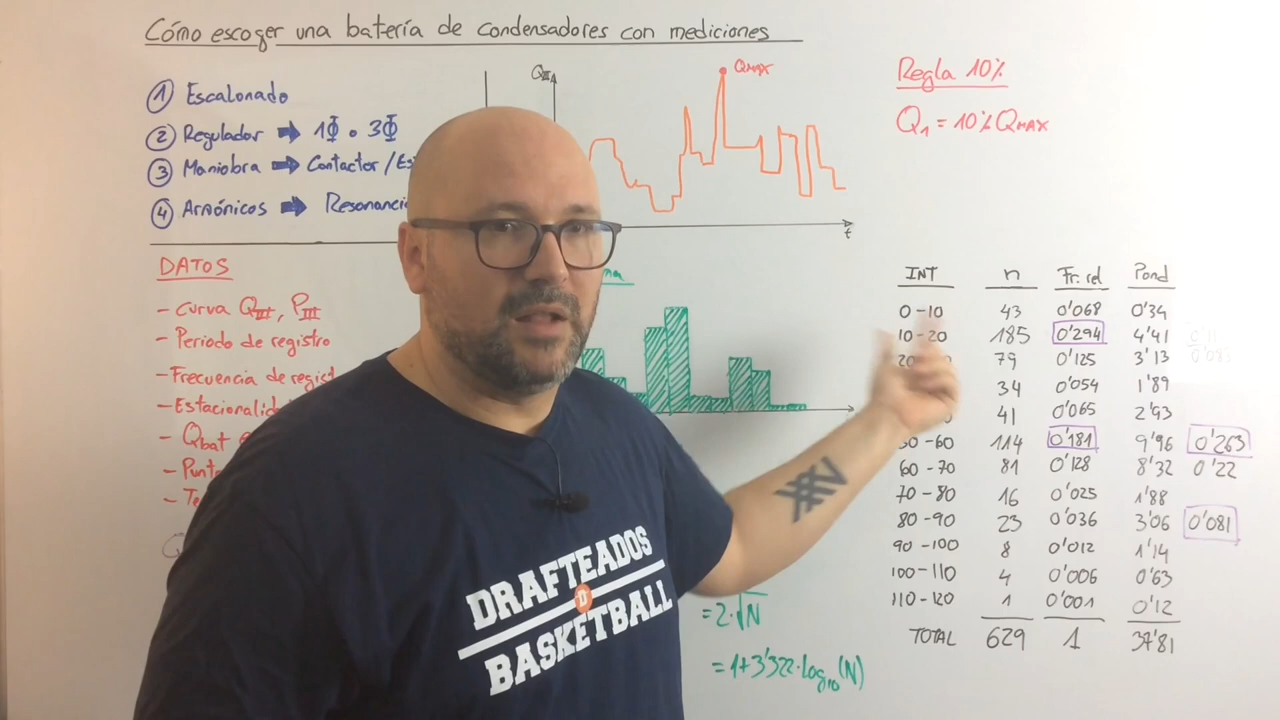 Cómo escoger una batería de condensadores con mediciones
① Escalonado
② Regulador ➡ 1Φ o 3Φ
③ Maniobra ➡ Contactor /Es
④ Armónicos ➡ Resonanci
QIII
QMAX
t
Regla 10%
Q1 = 10% QMAX
DATOS
- curva QIII, PIII
- Periodo de registro
- Frecuencia de regist
- Estacionalid
- Qbat
- Punt
- Te
Q
ma
= 2·√N
= 1+3'322·log10(N)
INT n Fr. rel Pond
0-10 43 0'068 0'34
10-20 185 0'294 4'41
79 0'125 3'13
34 0'054 1'89
41 0'065 2'93
50-60 114 0'181 9'96 0'263
60-70 81 0'128 8'32 0'22
70-80 16 0'025 1'88
80-90 23 0'036 3'06 0'081
90-100 8 0'012 1'14
100-110 4 0'006 0'63
110-120 1 0'001 0'12
TOTAL 629 1 37'81
DRAFTEADOS
D
BASKETBALL